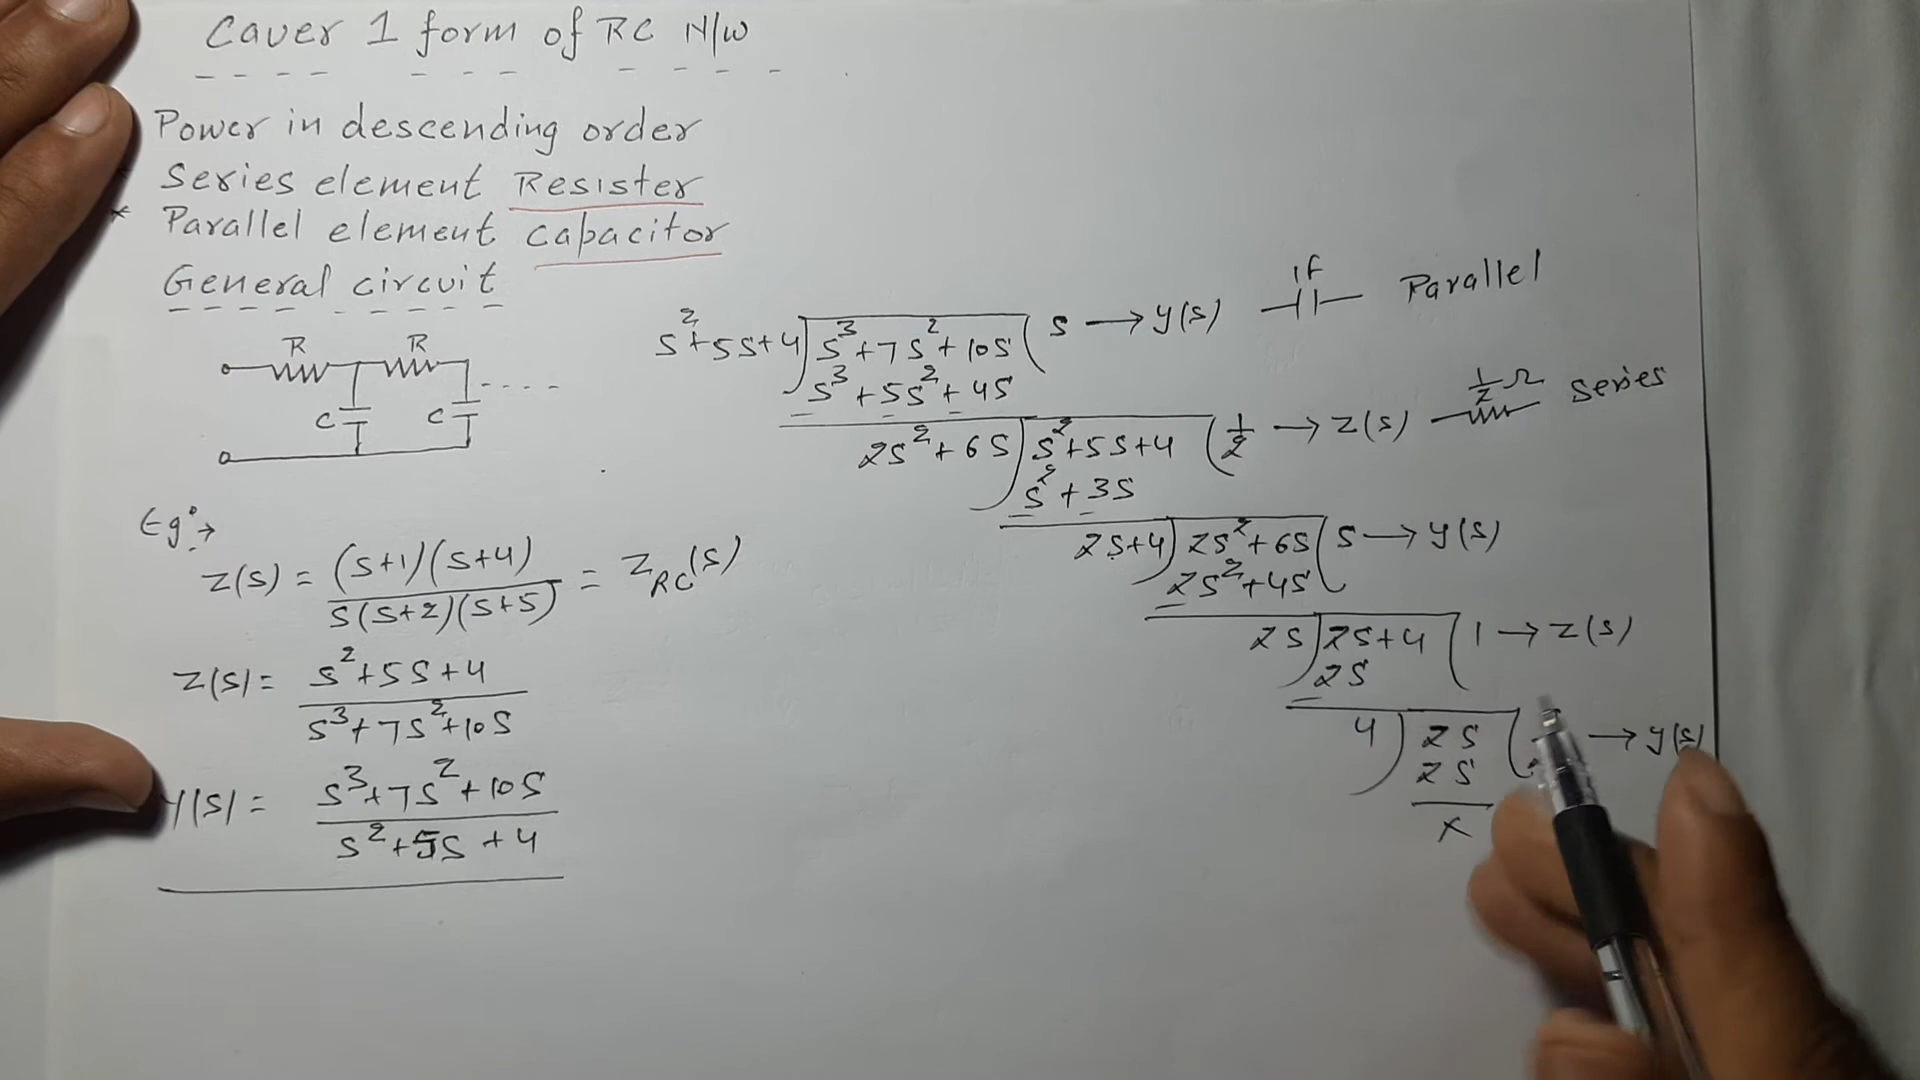 Cauer 1 form of RC N/W
Power in descending order
Series element Resister
* Parallel element capacitor
General circuit
R R
C C
Eg:→
Z(s) = (s+1)(s+4) / s(s+2)(s+5) = Z_RC(s)
Z(s) = s²+5s+4 / s³+7s²+10s
Y(s) = s³+7s²+10s / s²+5s+4
s²+5s+4) s³+7s²+10s ( s → y(s) 1F Parallel
s³+5s²+4s
2s²+6s) s²+5s+4 ( 1/2 → z(s) 1/2 Ω series
s²+3s
2s+4) 2s²+6s ( s → y(s)
2s²+4s
2s) 2s+4 ( 1 → z(s)
2s
4) 2s ( → y(s)
2s
x